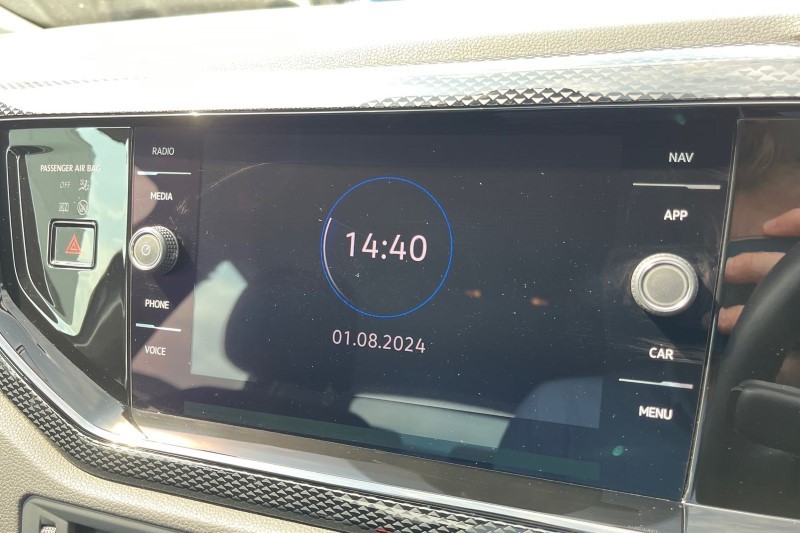 PASSENGER AIR BAG
OFF
RADIO
MEDIA
PHONE
VOICE
14:40
01.08.2024
NAV
APP
CAR
MENU